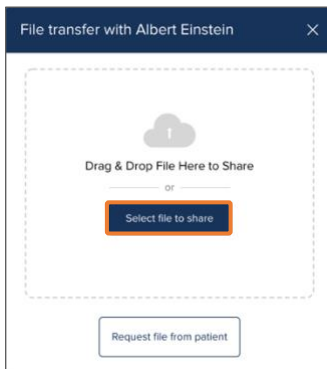 File transfer with Albert Einstein
Drag & Drop File Here to Share
or
Select file to share
Request file from patient